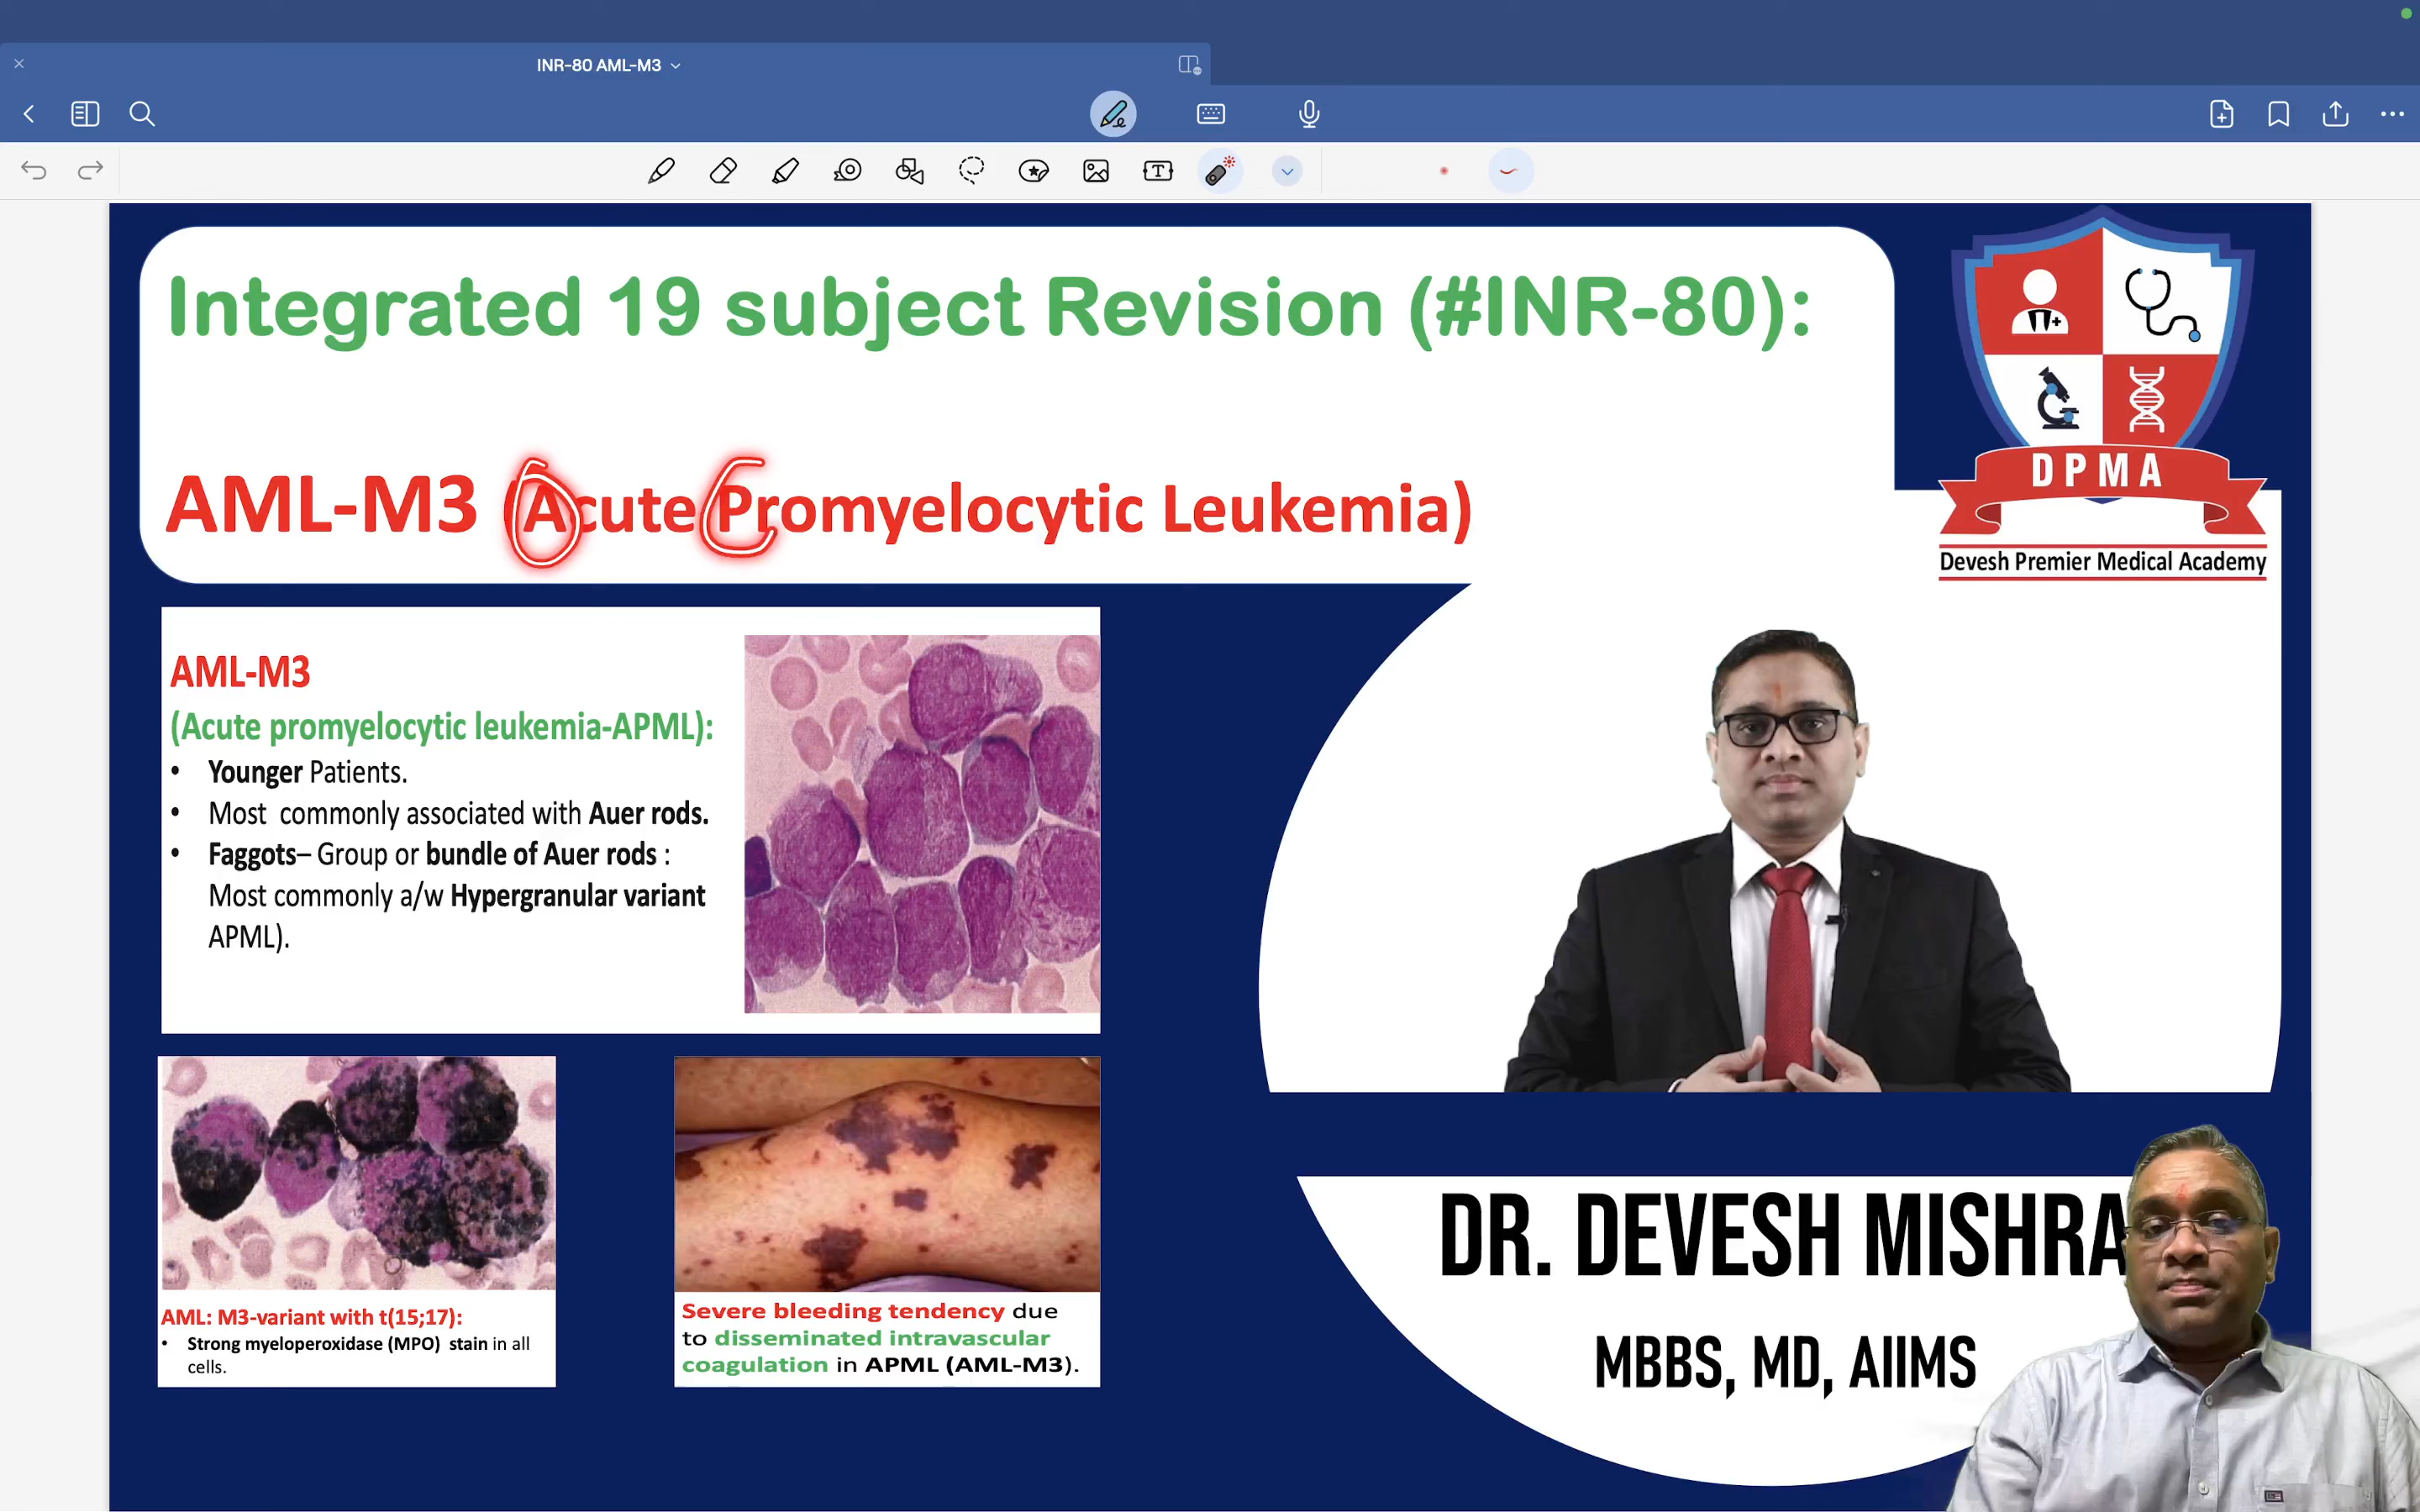 INR-80 AML-M3
Integrated 19 subject Revision (#INR-80):
AML-M3 (Acute Promyelocytic Leukemia)
DPMA
Devesh Premier Medical Academy
AML-M3
(Acute promyelocytic leukemia-APML):
• Younger Patients.
• Most commonly associated with Auer rods.
• Faggots– Group or bundle of Auer rods :
Most commonly a/w Hypergranular variant
APML).
AML: M3-variant with t(15;17):
• Strong myeloperoxidase (MPO) stain in all
cells.
Severe bleeding tendency due
to disseminated intravascular
coagulation in APML (AML-M3).
DR. DEVESH MISHRA
MBBS, MD, AIIMS